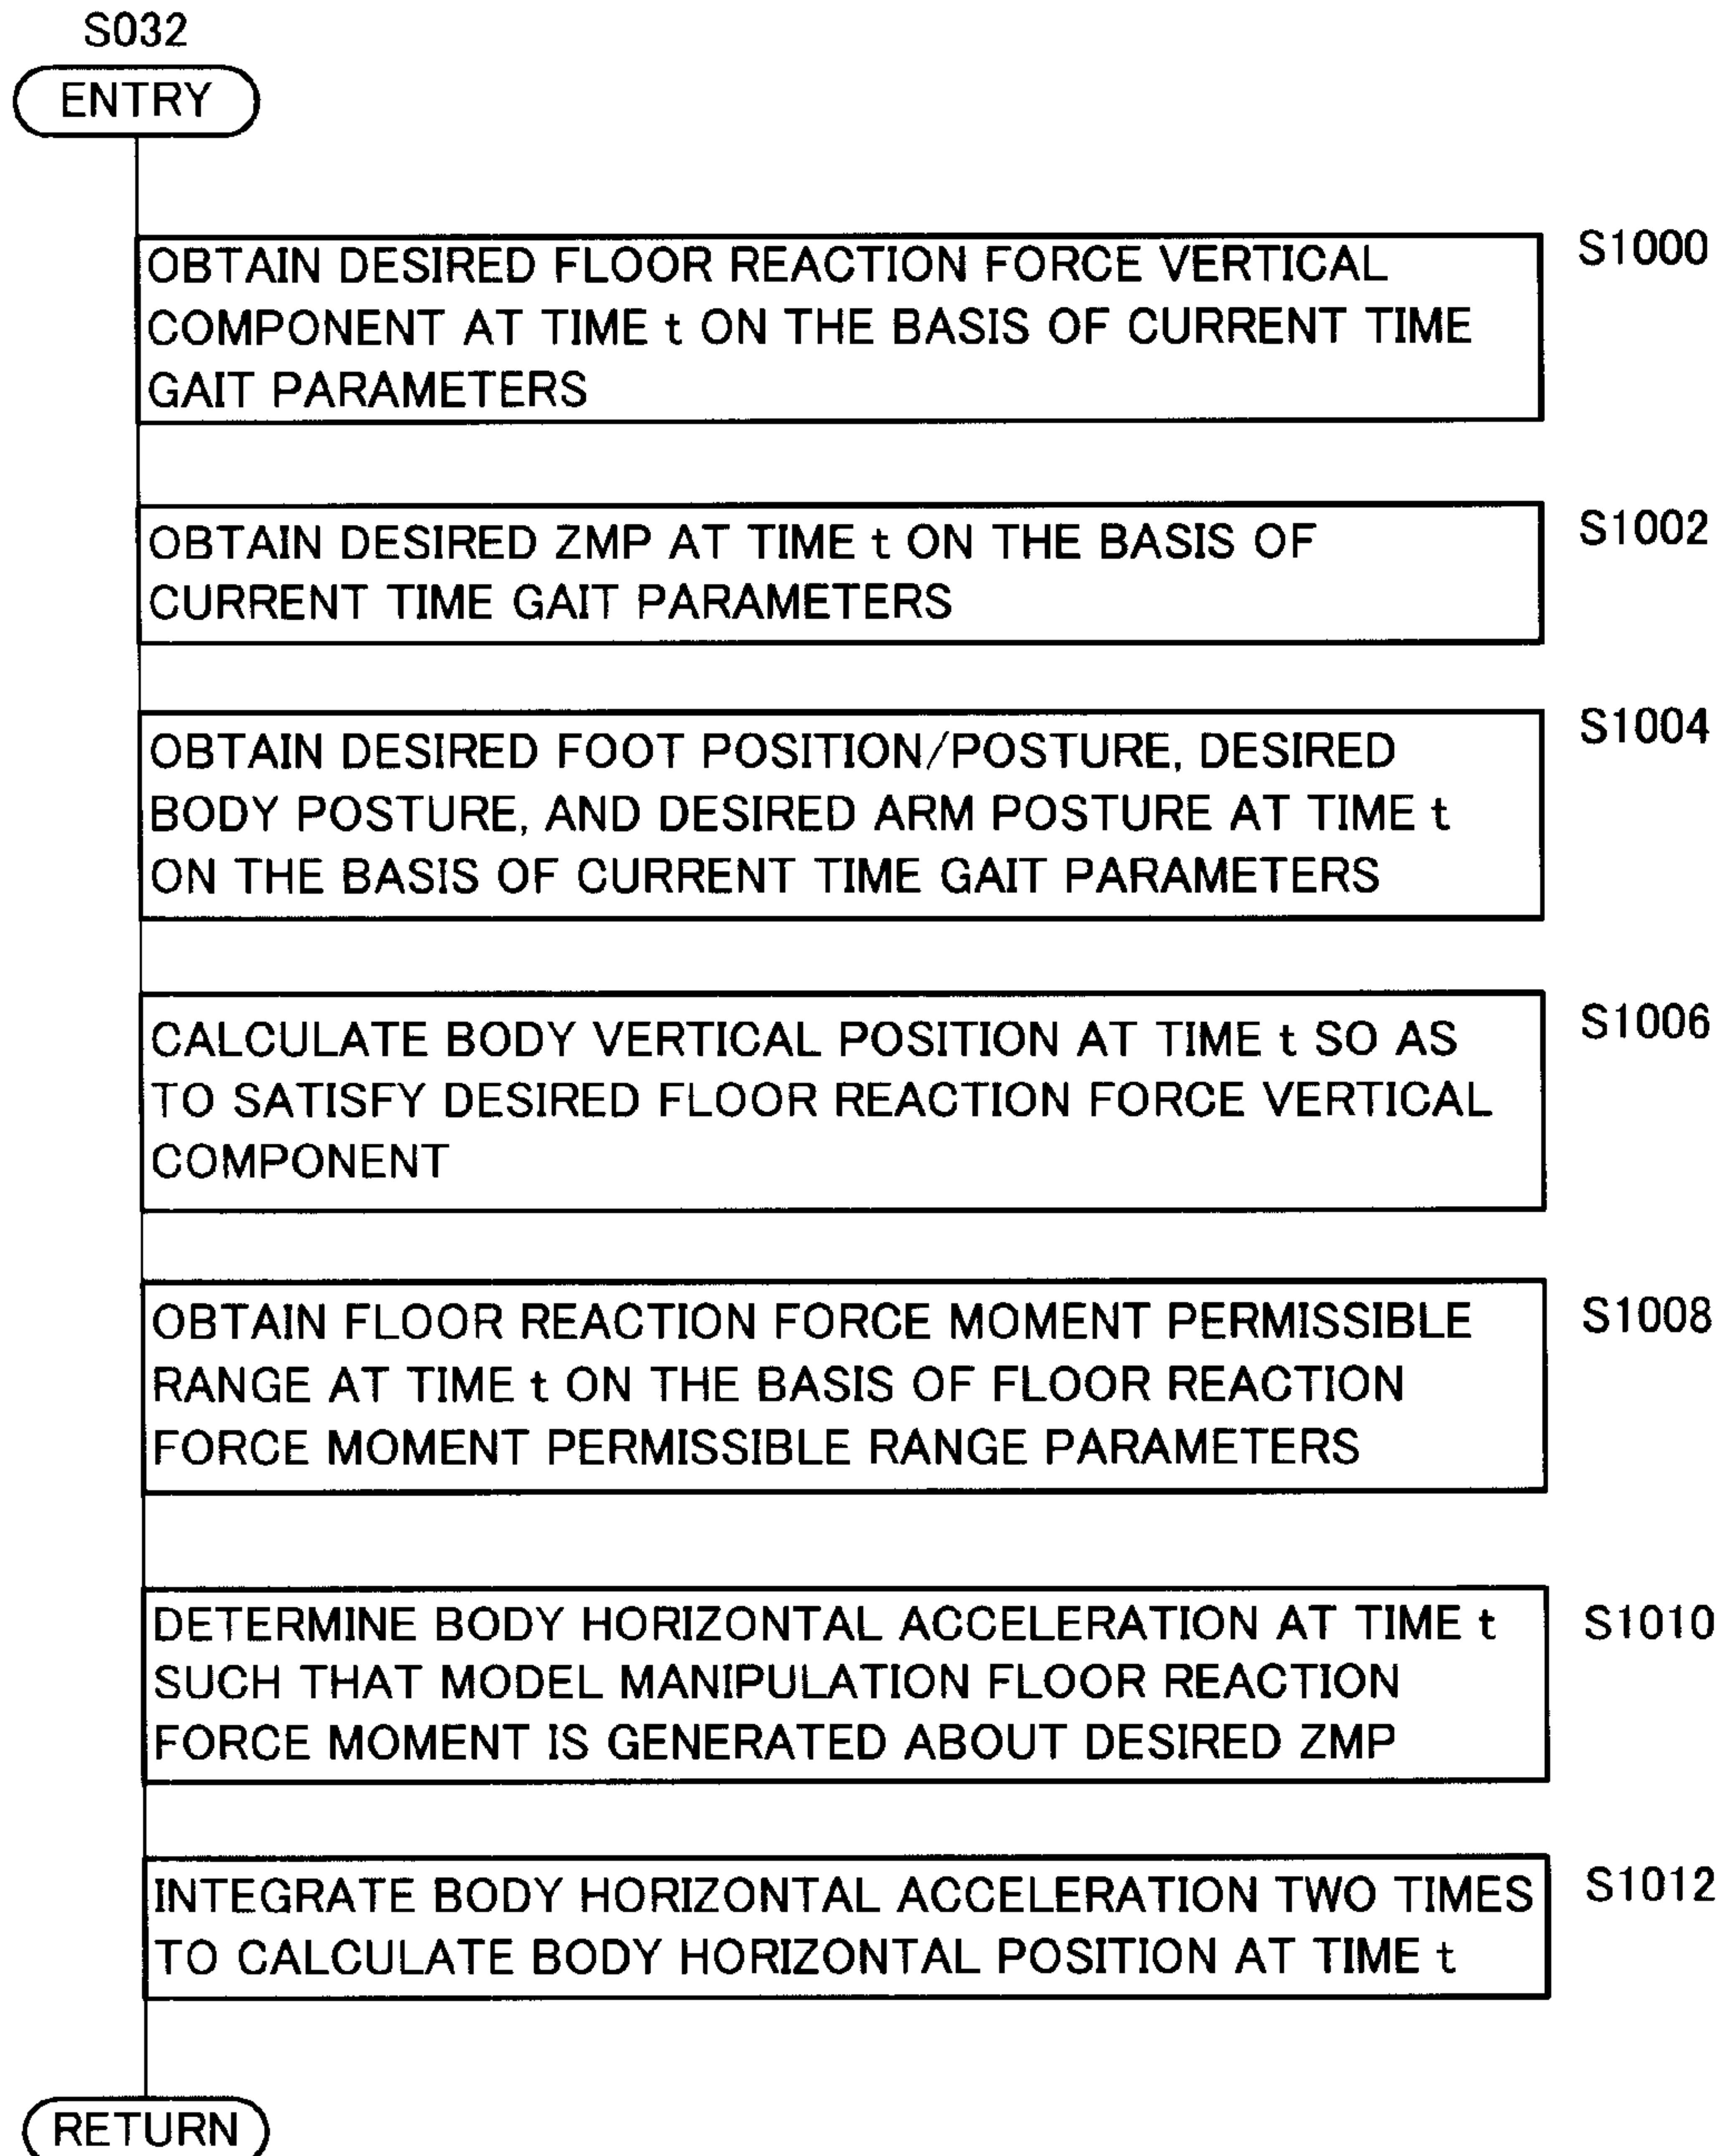 S032
ENTRY
OBTAIN DESIRED FLOOR REACTION FORCE VERTICAL
COMPONENT AT TIME t ON THE BASIS OF CURRENT TIME
GAIT PARAMETERS
S1000
OBTAIN DESIRED ZMP AT TIME t ON THE BASIS OF
CURRENT TIME GAIT PARAMETERS
S1002
OBTAIN DESIRED FOOT POSITION/POSTURE, DESIRED
BODY POSTURE, AND DESIRED ARM POSTURE AT TIME t
ON THE BASIS OF CURRENT TIME GAIT PARAMETERS
S1004
CALCULATE BODY VERTICAL POSITION AT TIME t SO AS
TO SATISFY DESIRED FLOOR REACTION FORCE VERTICAL
COMPONENT
S1006
OBTAIN FLOOR REACTION FORCE MOMENT PERMISSIBLE
RANGE AT TIME t ON THE BASIS OF FLOOR REACTION
FORCE MOMENT PERMISSIBLE RANGE PARAMETERS
S1008
DETERMINE BODY HORIZONTAL ACCELERATION AT TIME t
SUCH THAT MODEL MANIPULATION FLOOR REACTION
FORCE MOMENT IS GENERATED ABOUT DESIRED ZMP
S1010
INTEGRATE BODY HORIZONTAL ACCELERATION TWO TIMES
TO CALCULATE BODY HORIZONTAL POSITION AT TIME t
S1012
RETURN